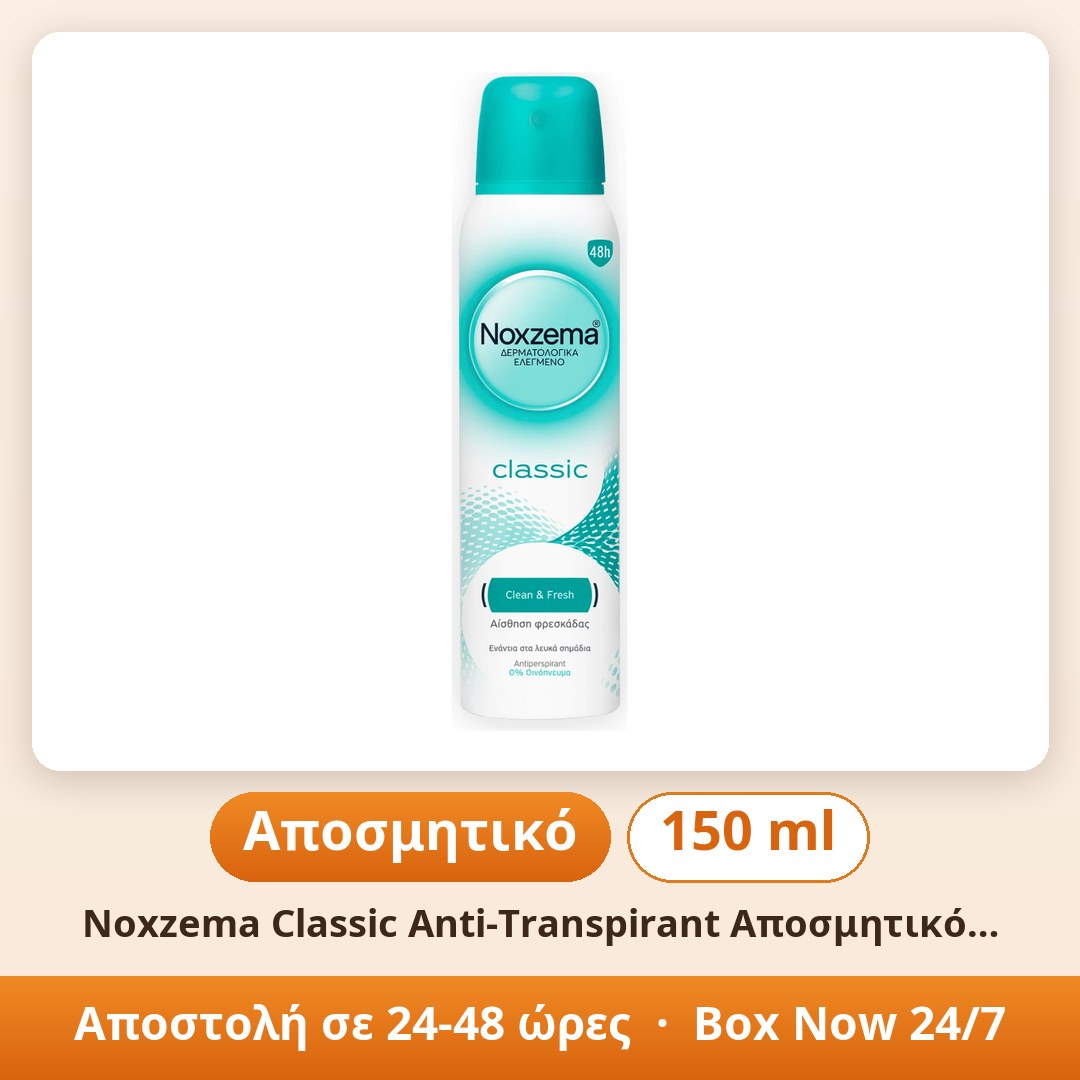 48h
Noxzema®
ΔΕΡΜΑΤΟΛΟΓΙΚΑ
ΕΛΕΓΜΕΝΟ
classic
Clean & Fresh
Αίσθηση φρεσκάδας
Ενάντια στα λευκά σημάδια
Antiperspirant
0% Οινόπνευμα
Αποσμητικό 150 ml
Noxzema Classic Anti-Transpirant Αποσμητικό...
Αποστολή σε 24-48 ώρες · Box Now 24/7